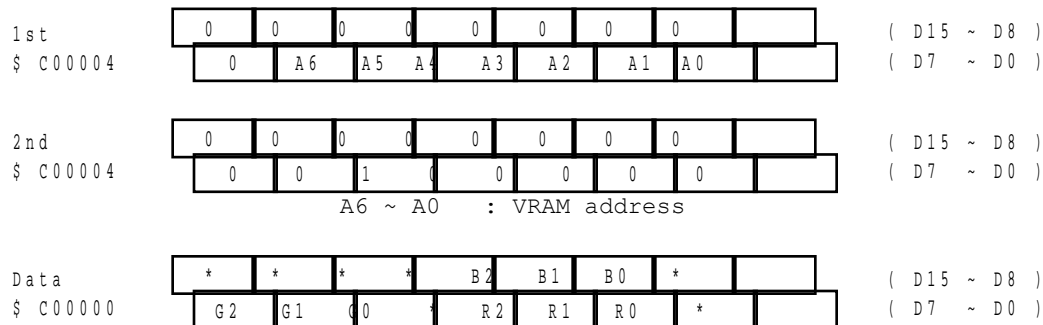 1st 0 0 0 0 0 0 0 0 ( D15 ~ D8 )
$ C00004 0 A6 A5 A4 A3 A2 A1 A0 ( D7 ~ D0 )
2nd 0 0 0 0 0 0 0 0 ( D15 ~ D8 )
$ C00004 0 0 1 0 0 0 0 0 ( D7 ~ D0 )
A6 ~ A0 : VRAM address
Data * * * * B2 B1 B0 * ( D15 ~ D8 )
$ C00000 G2 G1 G0 * R2 R1 R0 * ( D7 ~ D0 )